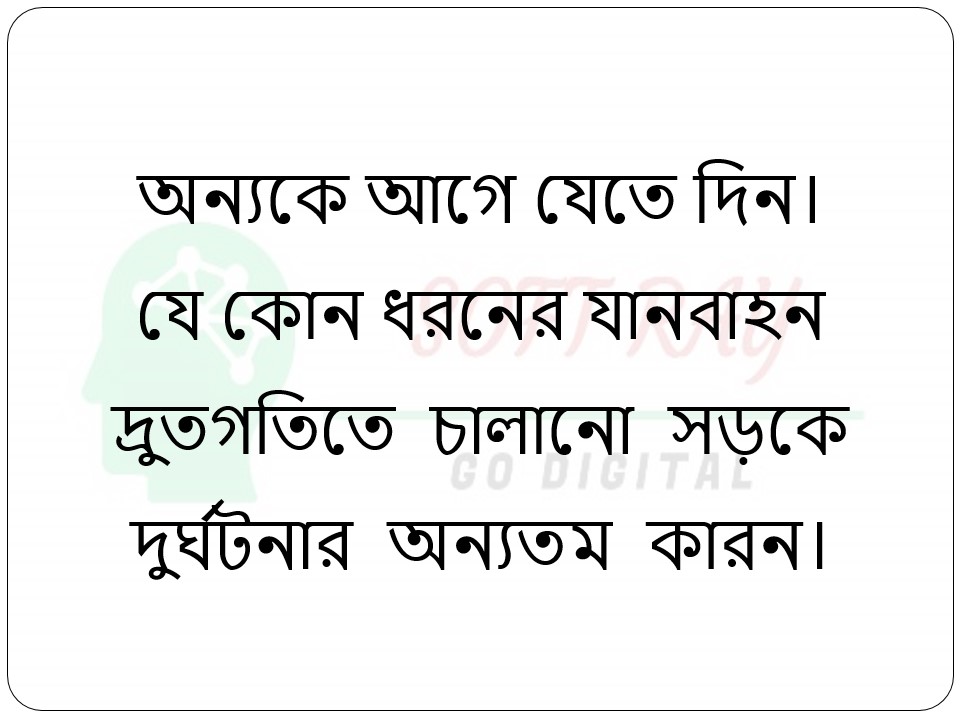 অন্যকে আগে যেতে দিন।
যে কোন ধরনের যানবাহন
দ্রুতগতিতে চালানো সড়কে
দুর্ঘটনার অন্যতম কারন।
SOFT RAY
GO DIGITAL